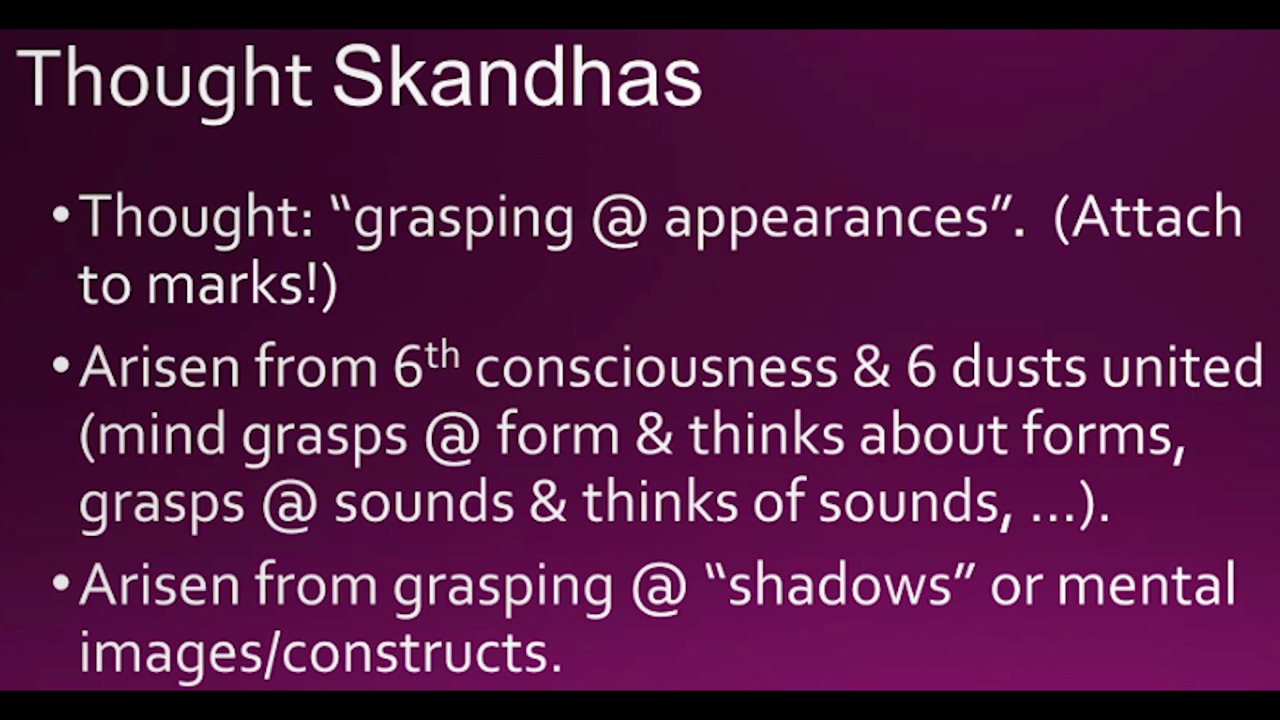 Thought Skandhas
•Thought: “grasping @ appearances”. (Attach
to marks!)
•Arisen from 6th consciousness & 6 dusts united
(mind grasps @ form & thinks about forms,
grasps @ sounds & thinks of sounds, …).
•Arisen from grasping @ “shadows” or mental
images/constructs.